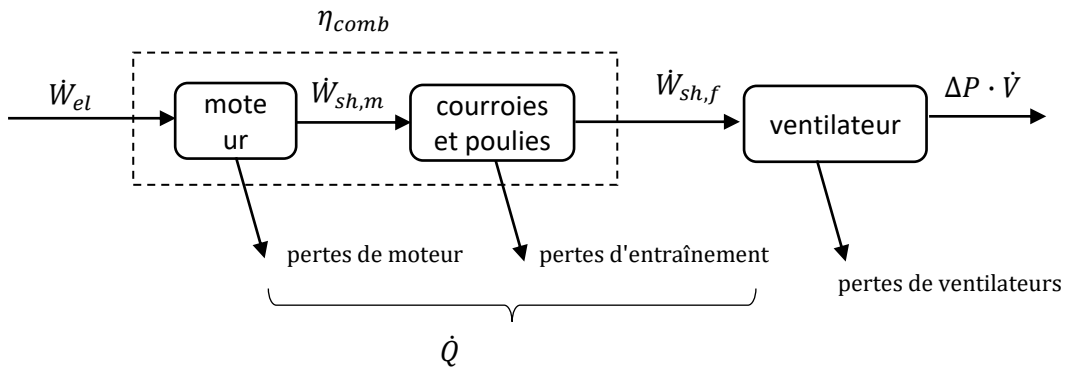 η_comb
Ẇ_el
mote
ur
Ẇ_sh,m
courroies
et poulies
Ẇ_sh,f
ventilateur
ΔP · V̇
pertes de moteur
pertes d'entraînement
pertes de ventilateurs
Q̇